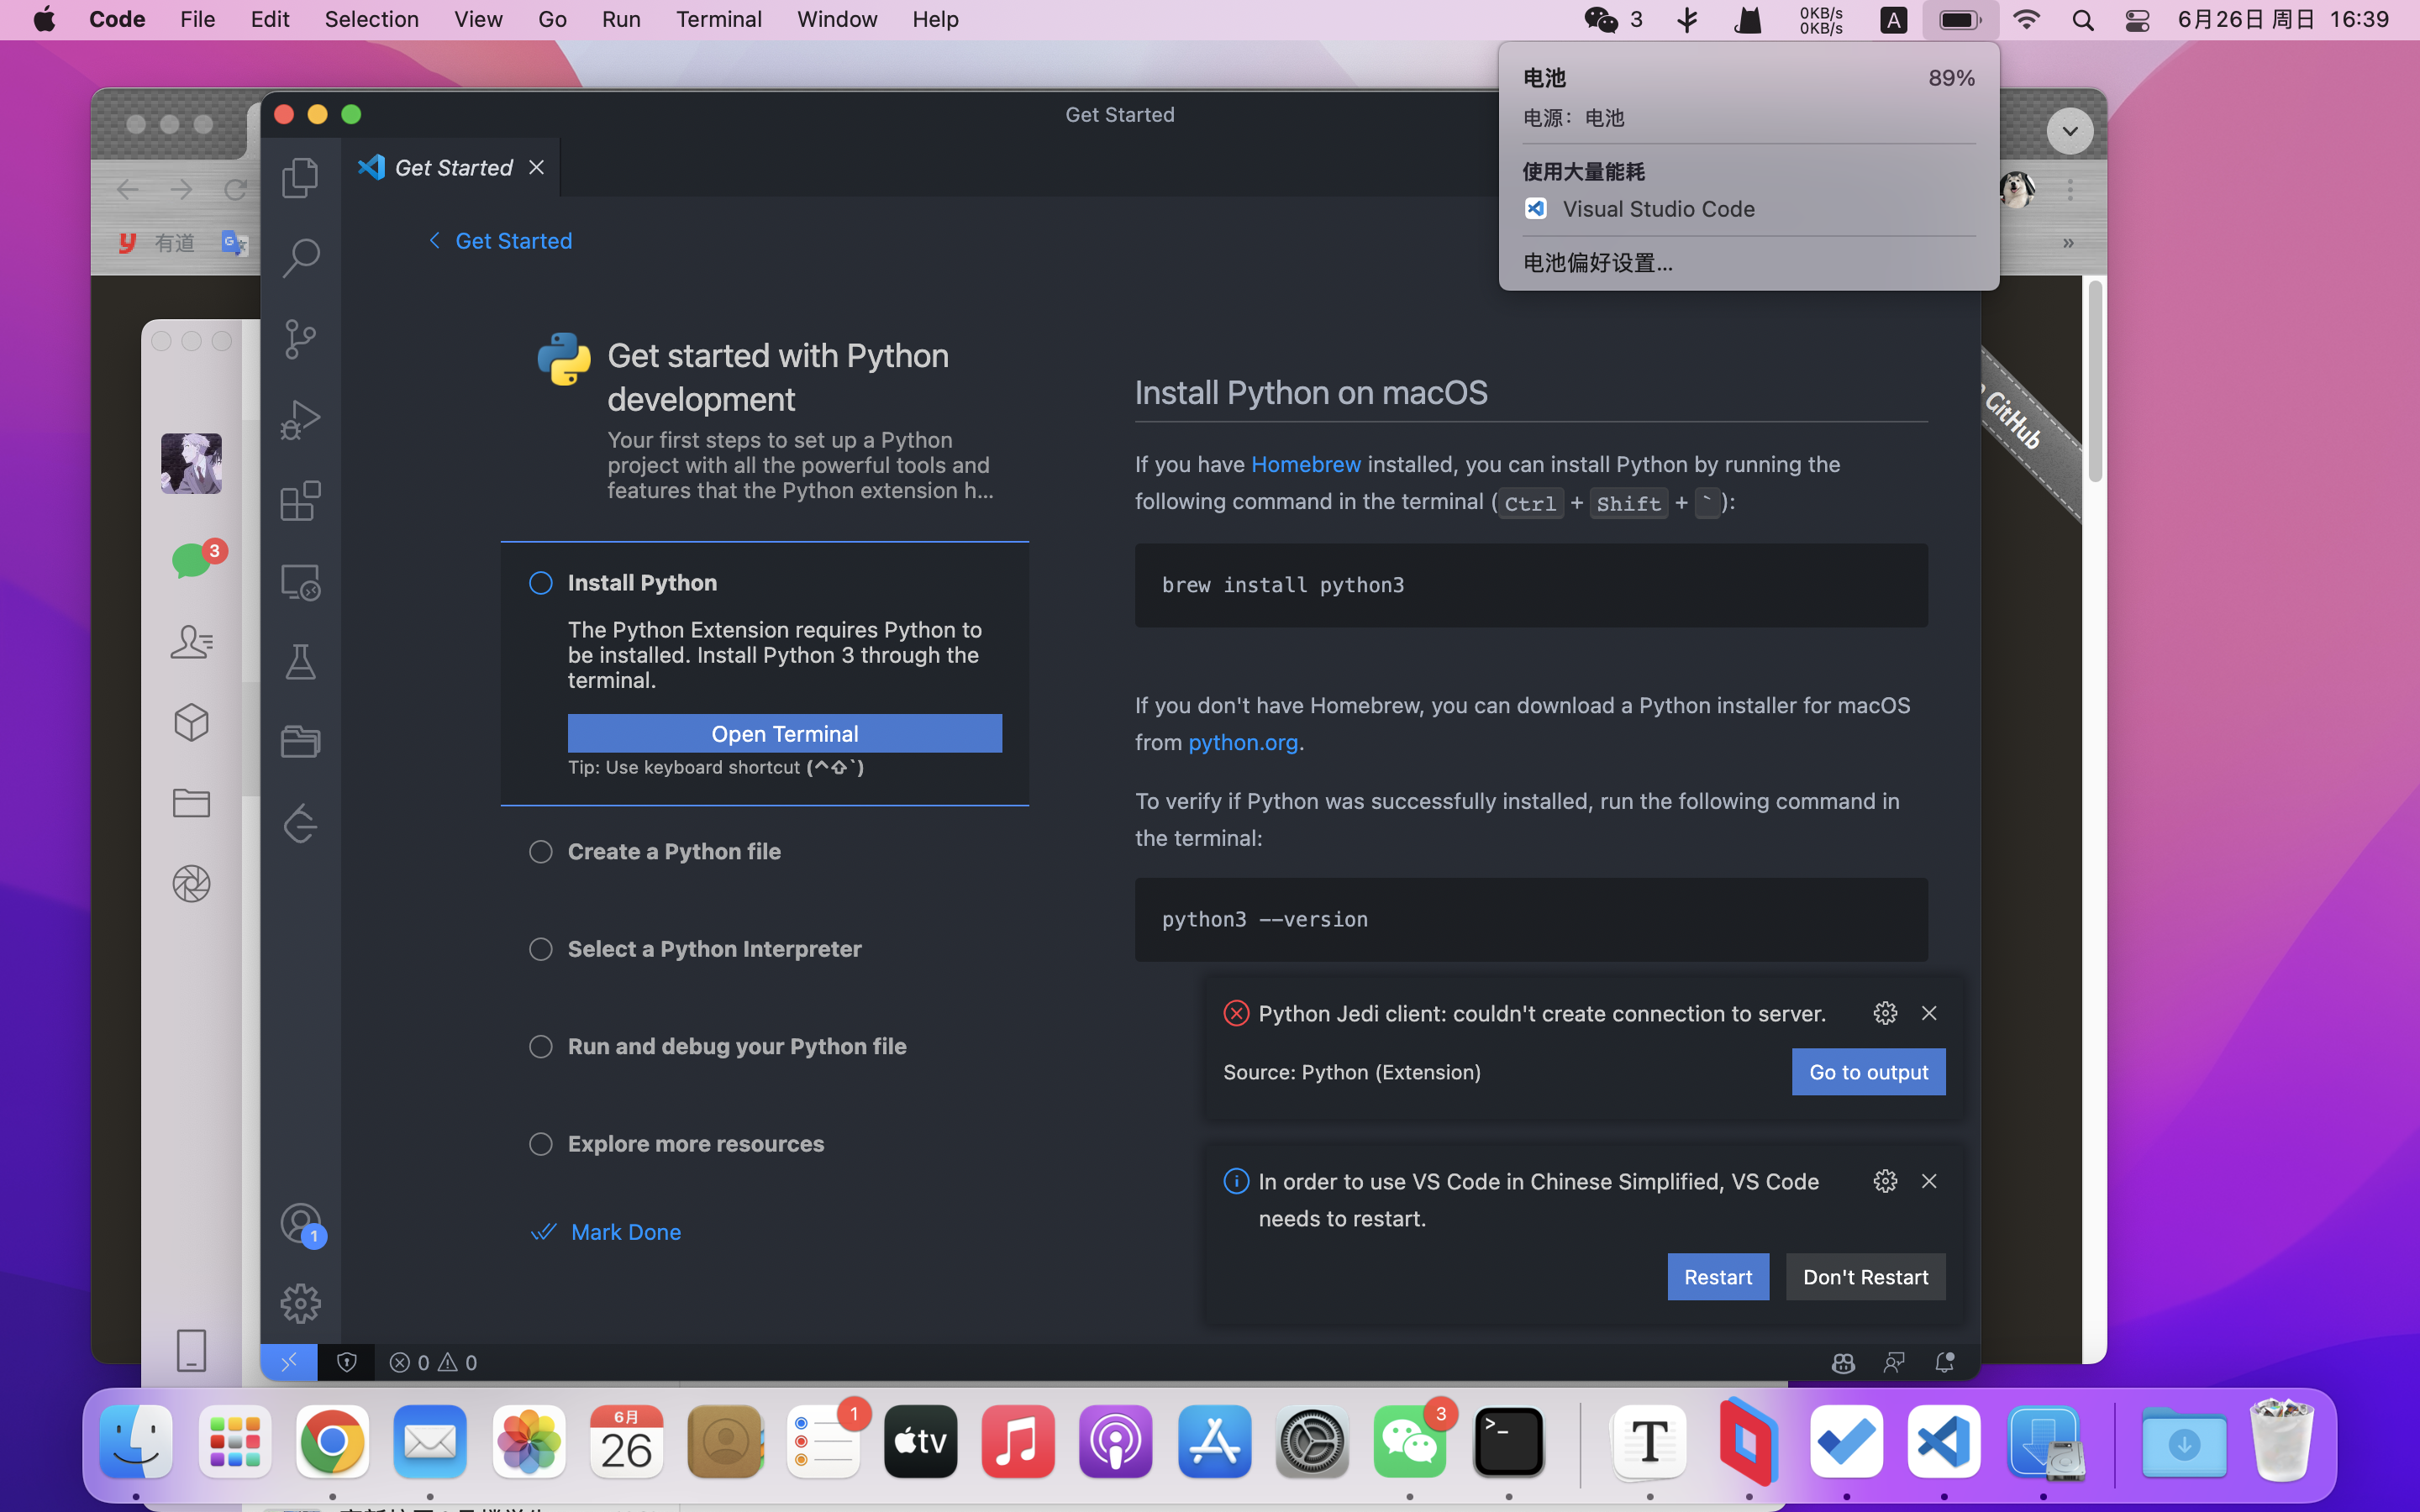 Code File Edit Selection View Go Run Terminal Window Help
3
0KB/s
0KB/s
A
6月26日 周日 16:39
电池 89%
电源：电池
使用大量能耗
Visual Studio Code
电池偏好设置...
Get Started
Get Started
有道
»
Get Started
GitHub
Get started with Python
development
Your first steps to set up a Python
project with all the powerful tools and
features that the Python extension h...
3
Install Python
The Python Extension requires Python to
be installed. Install Python 3 through the
terminal.
Open Terminal
Tip: Use keyboard shortcut (^⇧`)
Create a Python file
Select a Python Interpreter
Run and debug your Python file
Explore more resources
Mark Done
1
Install Python on macOS
If you have Homebrew installed, you can install Python by running the
following command in the terminal (Ctrl + Shift + `):
brew install python3
If you don't have Homebrew, you can download a Python installer for macOS
from python.org.
To verify if Python was successfully installed, run the following command in
the terminal:
python3 --version
Python Jedi client: couldn't create connection to server.
Source: Python (Extension)
Go to output
In order to use VS Code in Chinese Simplified, VS Code
needs to restart.
Restart Don't Restart
0 0
6月
26
1
tv
3
>_
T